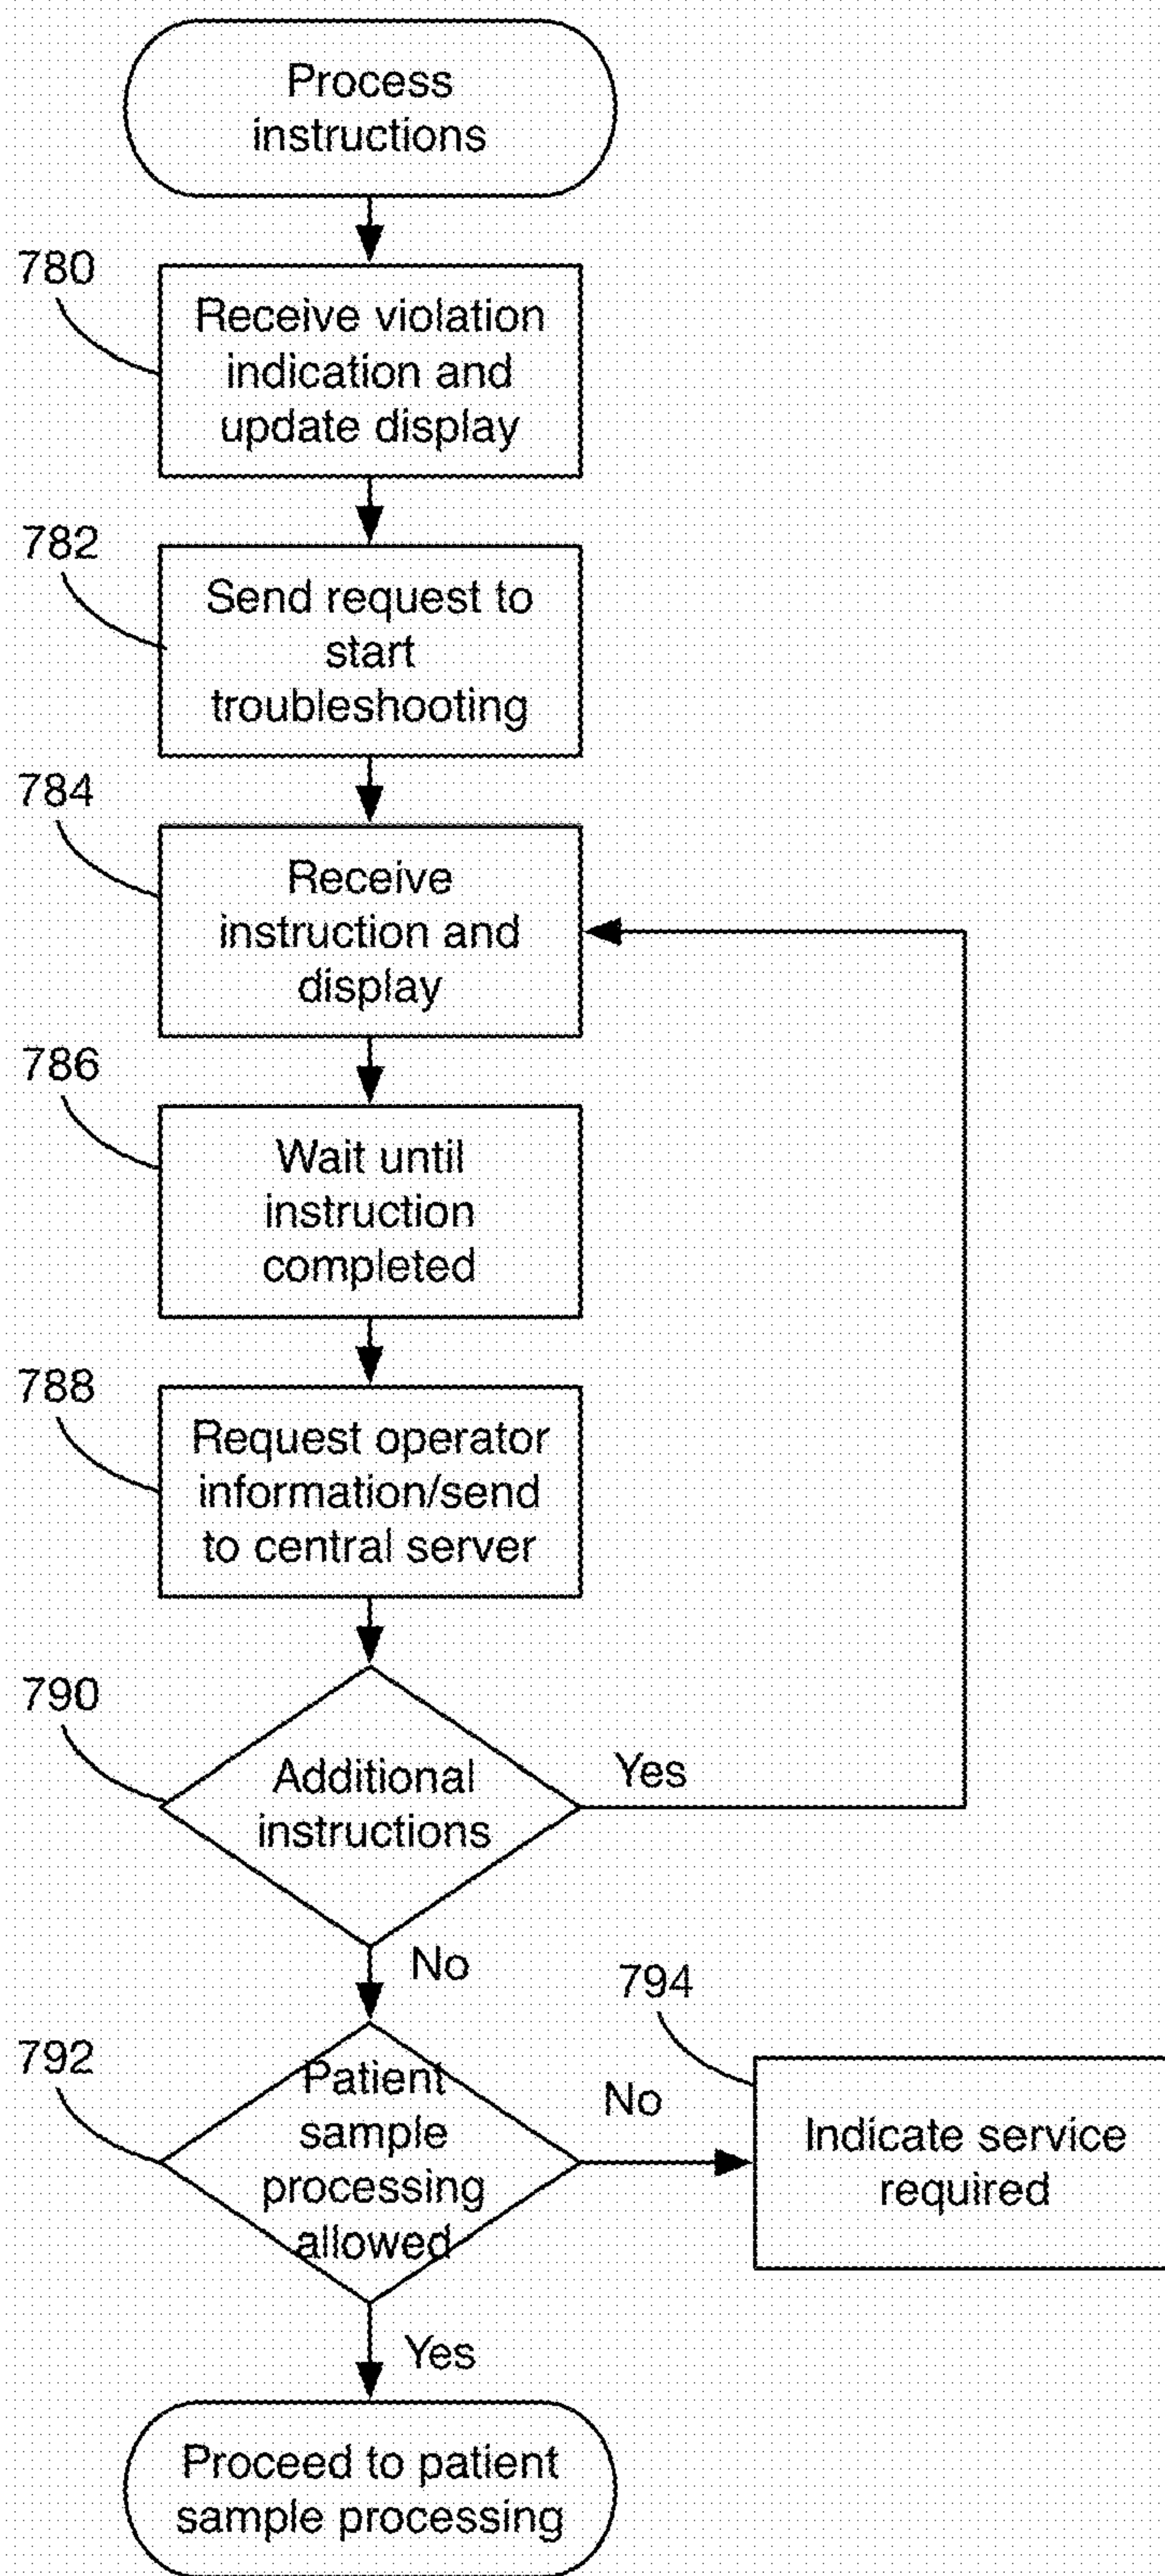 Process
instructions
780
Receive violation
indication and
update display
782
Send request to
start
troubleshooting
784
Receive
instruction and
display
786
Wait until
instruction
completed
788
Request operator
information/send
to central server
790
Additional
instructions
Yes
No
792
Patient
sample
processing
allowed
No
794
Indicate service
required
Yes
Proceed to patient
sample processing